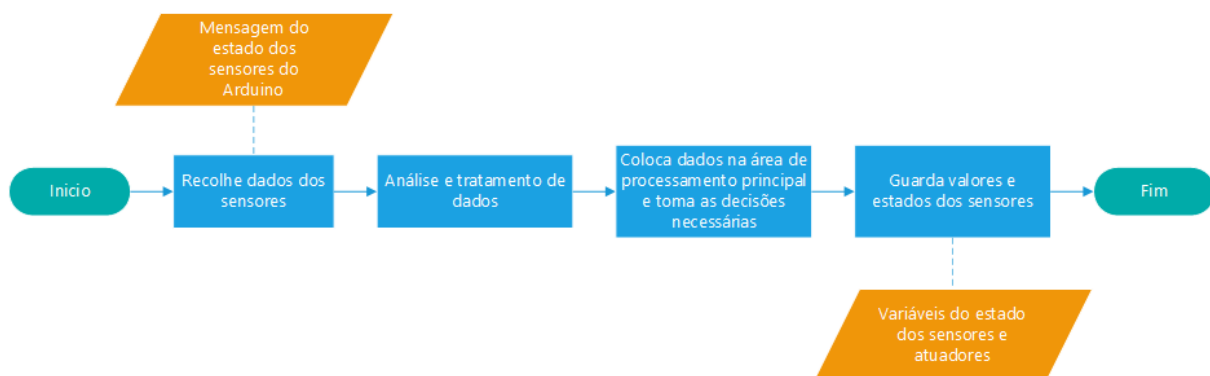 Mensagem do
estado dos
sensores do
Arduino
Inicio
Recolhe dados dos
sensores
Análise e tratamento de
dados
Coloca dados na área de
processamento principal
e toma as decisões
necessárias
Guarda valores e
estados dos sensores
Fim
Variáveis do estado
dos sensores e
atuadores